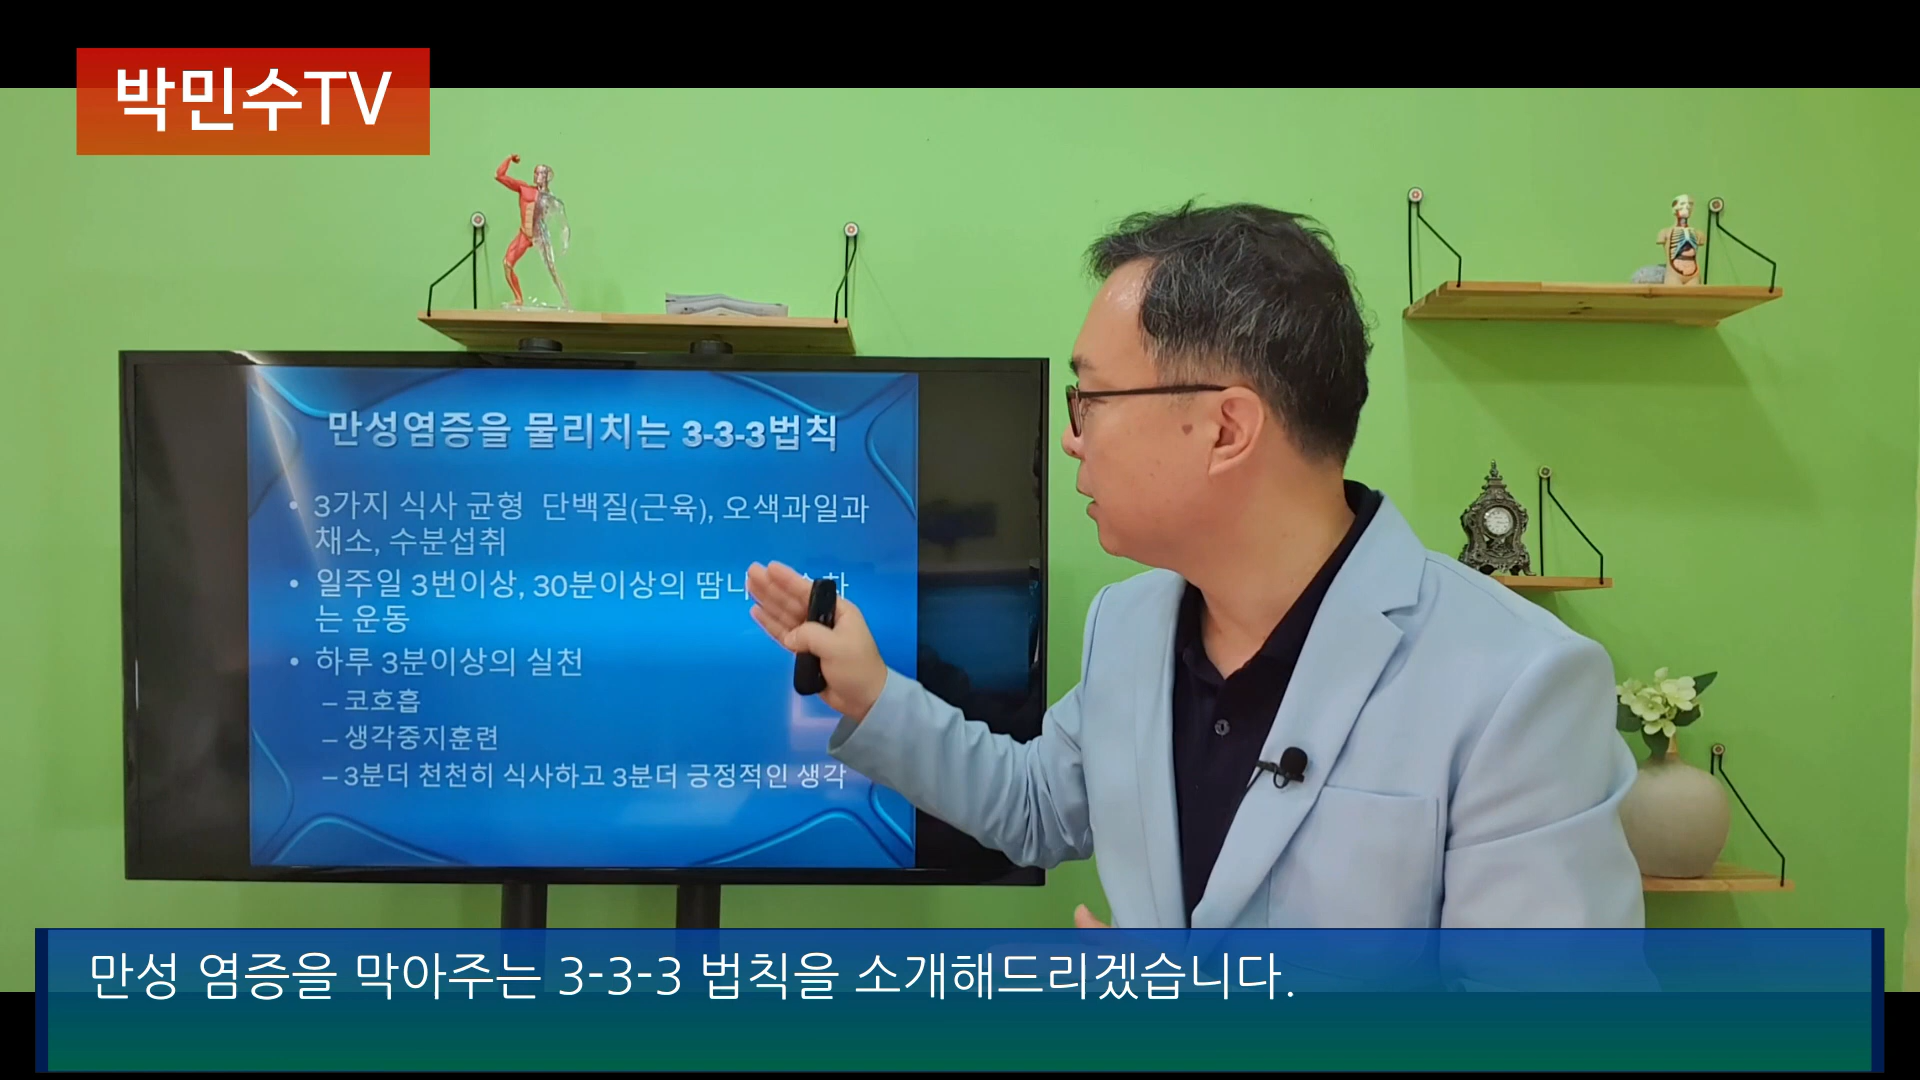 박민수TV
만성염증을 물리치는 3-3-3법칙
• 3가지 식사 균형 단백질(근육), 오색과일과
채소, 수분섭취
• 일주일 3번이상, 30분이상의
는 운동
• 하루 3분이상의 실천
– 코호흡
– 생각중지훈련
– 3분더 천천히 식사하고 3분더 긍정적인 생각
만성 염증을 막아주는 3-3-3 법칙을 소개해드리겠습니다.